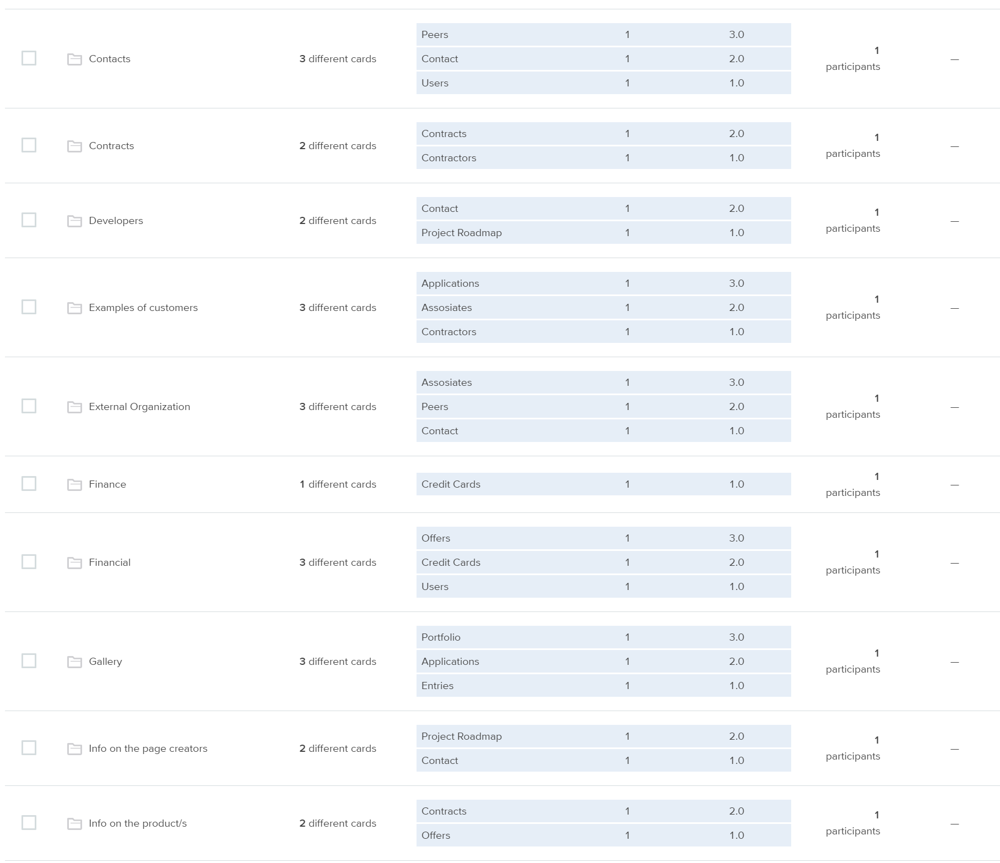 Peers 1 3.0
Contacts 3 different cards Contact 1 2.0 1 participants —
Users 1 1.0
Contracts 1 2.0
Contracts 2 different cards 1 participants —
Contractors 1 1.0
Contact 1 2.0
Developers 2 different cards 1 participants —
Project Roadmap 1 1.0
Applications 1 3.0
Examples of customers 3 different cards Assosiates 1 2.0 1 participants —
Contractors 1 1.0
Assosiates 1 3.0
External Organization 3 different cards Peers 1 2.0 1 participants —
Contact 1 1.0
Finance 1 different cards Credit Cards 1 1.0 1 participants —
Offers 1 3.0
Financial 3 different cards Credit Cards 1 2.0 1 participants —
Users 1 1.0
Portfolio 1 3.0
Gallery 3 different cards Applications 1 2.0 1 participants —
Entries 1 1.0
Project Roadmap 1 2.0
Info on the page creators 2 different cards 1 participants —
Contact 1 1.0
Contracts 1 2.0
Info on the product/s 2 different cards 1 participants —
Offers 1 1.0